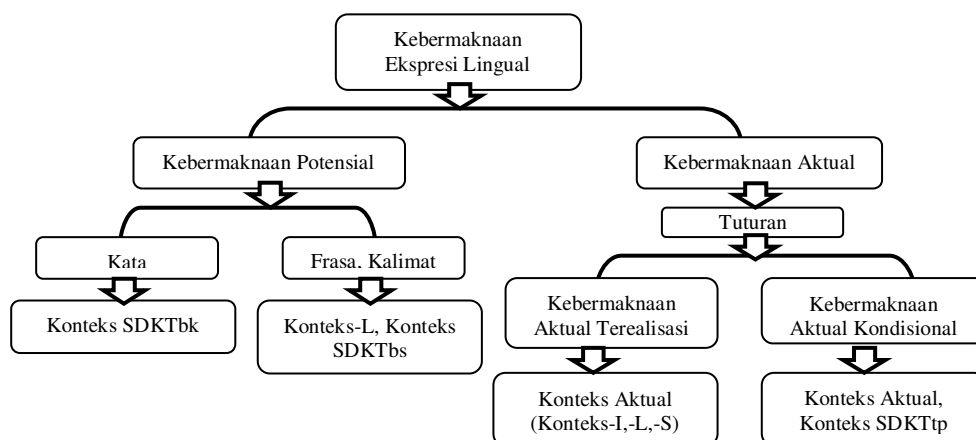 Kebermaknaan
Ekspresi Lingual
Kebermaknaan Potensial
Kebermaknaan Aktual
Tuturan
Kata
Frasa, Kalimat
Kebermaknaan
Aktual Terealisasi
Kebermaknaan
Aktual Kondisional
Konteks SDKTbk
Konteks-L, Konteks
SDKTbs
Konteks Aktual
(Konteks-I,-L,-S)
Konteks Aktual,
Konteks SDKTtp